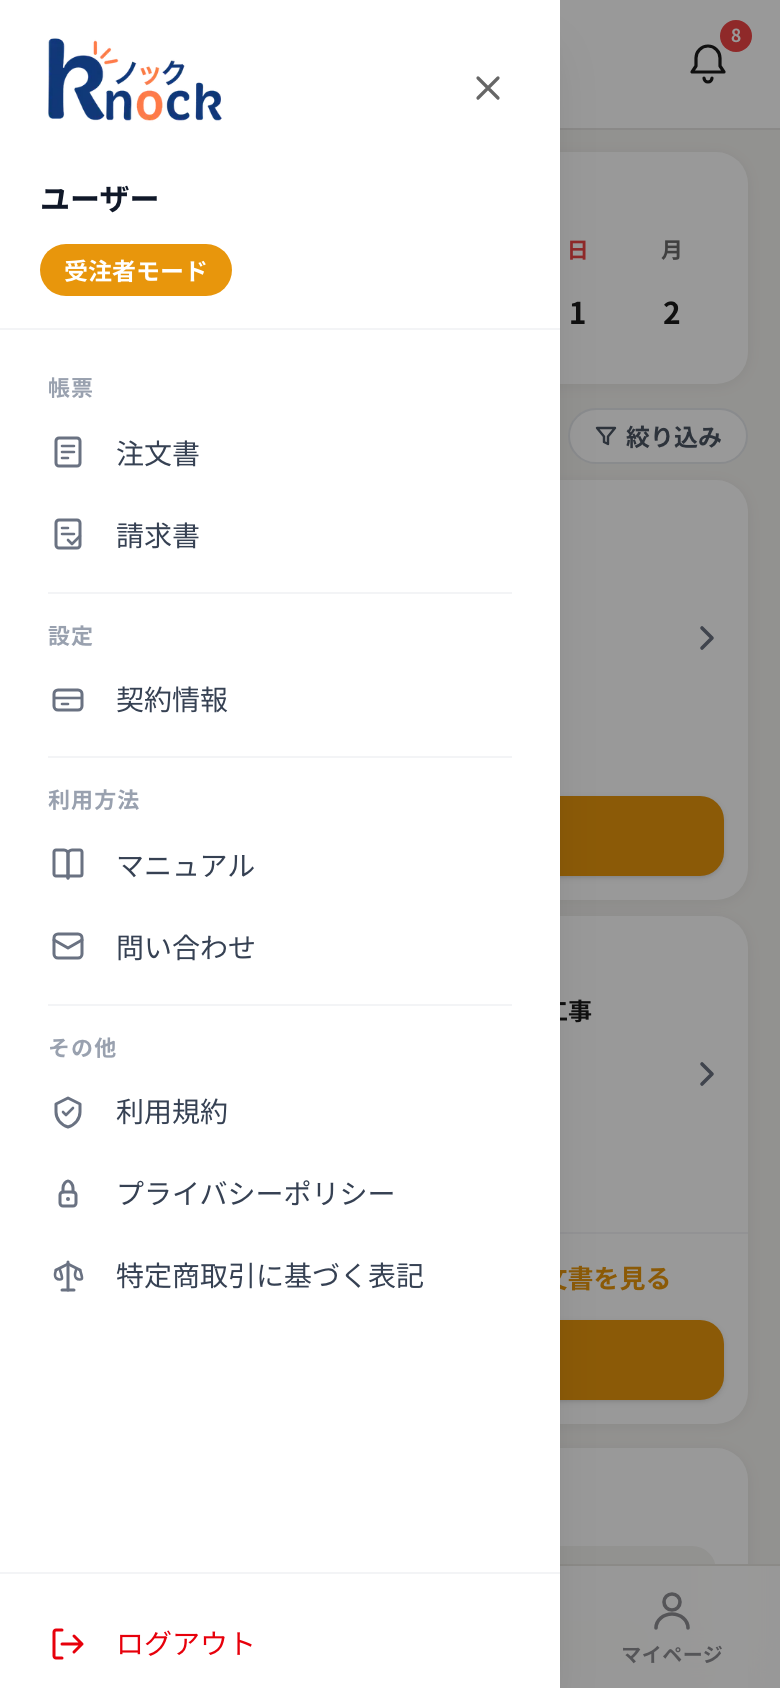 knock ノック
8
ユーザー
受注者モード
日 月
1 2
帳票
注文書
絞り込み
請求書
設定
契約情報
利用方法
マニュアル
問い合わせ
工事
その他
利用規約
プライバシーポリシー
特定商取引に基づく表記
文書を見る
ログアウト
マイページ